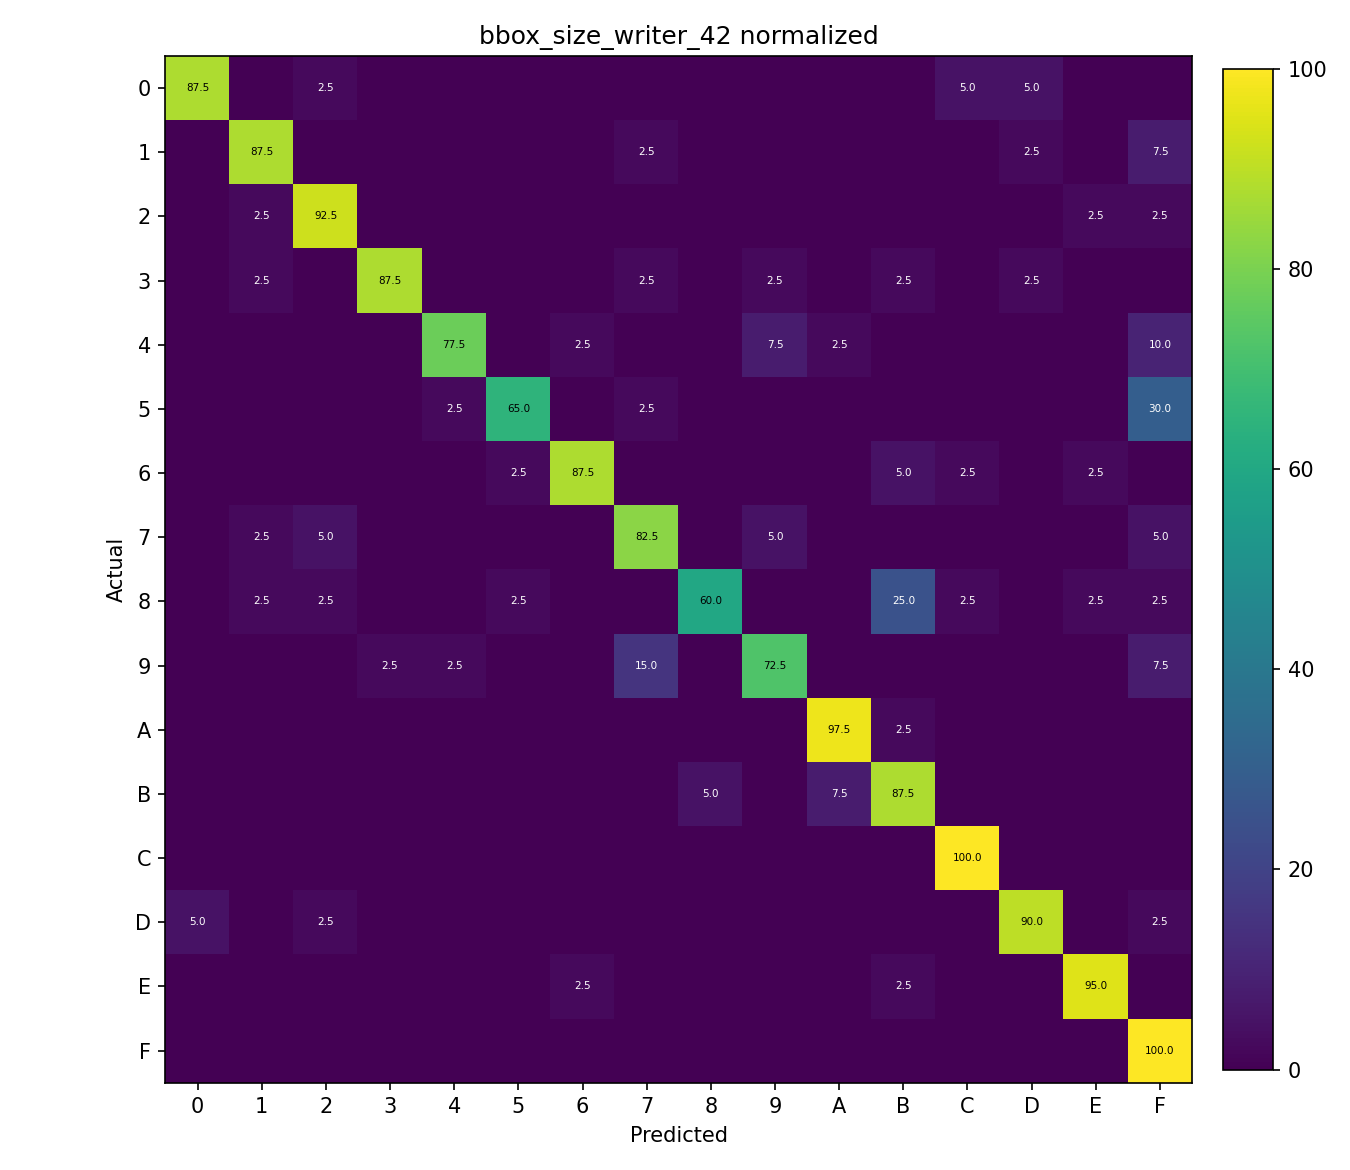 bbox_size_writer_42 normalized
0 87.5 2.5 5.0 5.0
1 87.5 2.5 2.5 7.5
2 2.5 92.5 2.5 2.5
3 2.5 87.5 2.5 2.5 2.5 2.5
4 77.5 2.5 7.5 2.5 10.0
5 2.5 65.0 2.5 30.0
6 2.5 87.5 5.0 2.5 2.5
7 2.5 5.0 82.5 5.0 5.0
8 2.5 2.5 2.5 60.0 25.0 2.5 2.5 2.5
9 2.5 2.5 15.0 72.5 7.5
A 97.5 2.5
B 5.0 7.5 87.5
C 100.0
D 5.0 2.5 90.0 2.5
E 2.5 2.5 95.0
F 100.0
0 1 2 3 4 5 6 7 8 9 A B C D E F
Predicted
Actual
100
80
60
40
20
0